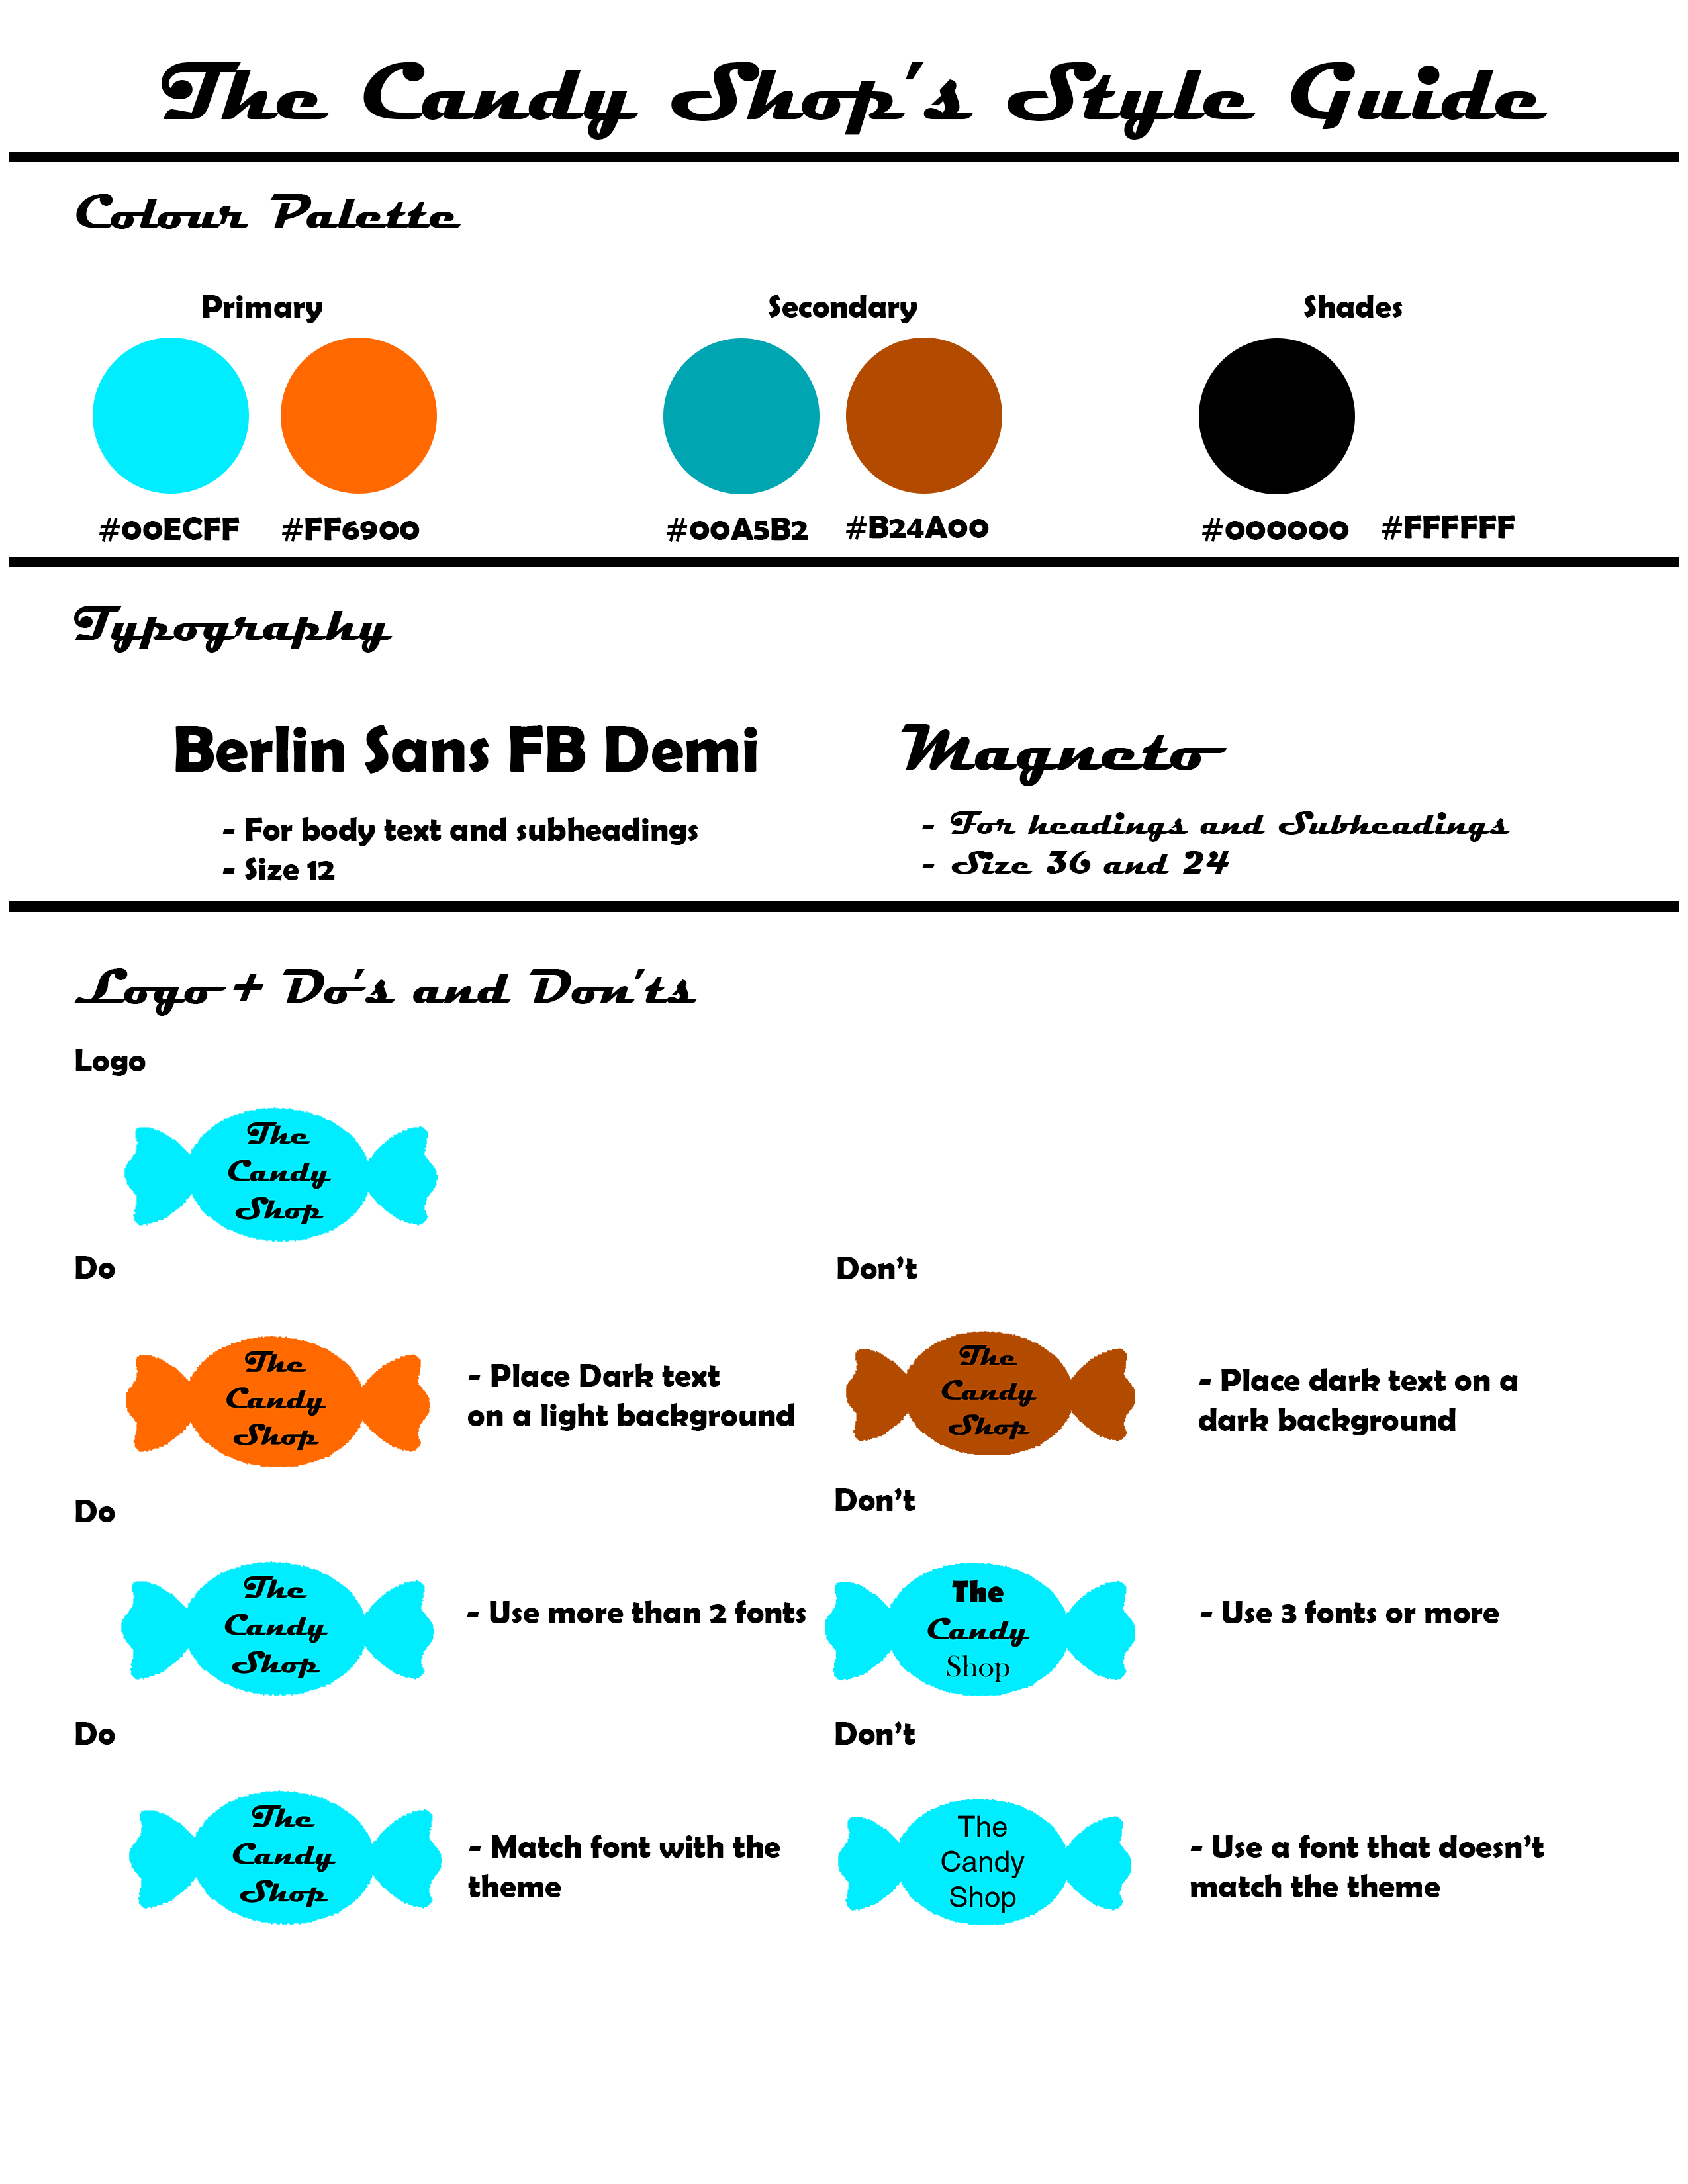 The Candy Shop's Style Guide
Colour Palette
Primary
Secondary
Shades
#00ECFF
#FF6900
#00A5B2
#B24A00
#000000
#FFFFFF
Typography
Berlin Sans FB Demi
- For body text and subheadings
- Size 12
Magneto
- For headings and Subheadings
- Size 36 and 24
Logo+ Do's and Don'ts
Logo
The
Candy
Shop
Do
The
Candy
Shop
- Place Dark text
on a light background
Don't
The
Candy
Shop
- Place dark text on a
dark background
Do
The
Candy
Shop
- Use more than 2 fonts
Don't
The
Candy
Shop
- Use 3 fonts or more
Do
The
Candy
Shop
- Match font with the
theme
Don't
The
Candy
Shop
- Use a font that doesn't
match the theme